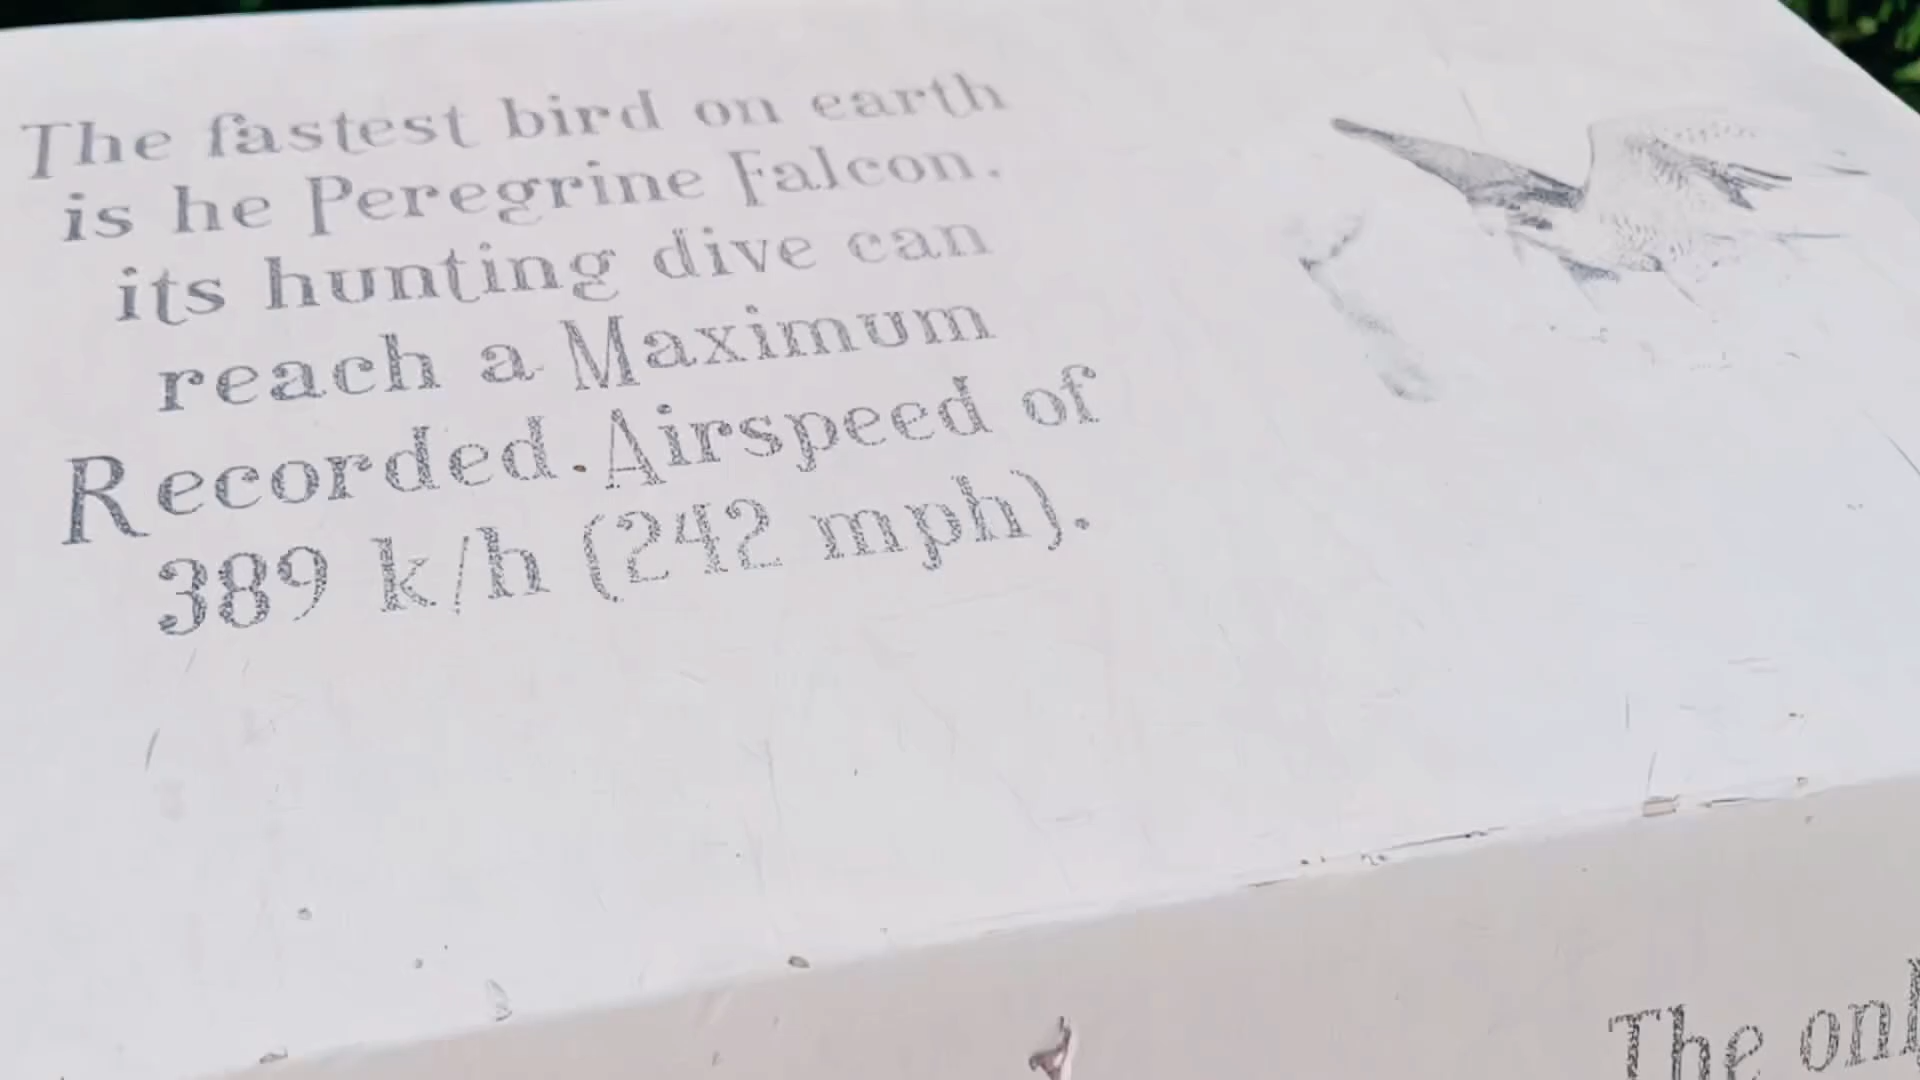 The fastest bird on earth
is he Peregrine Falcon.
its hunting dive can
reach a Maximum
Recorded Airspeed of
389 k/h (242 mph).
The